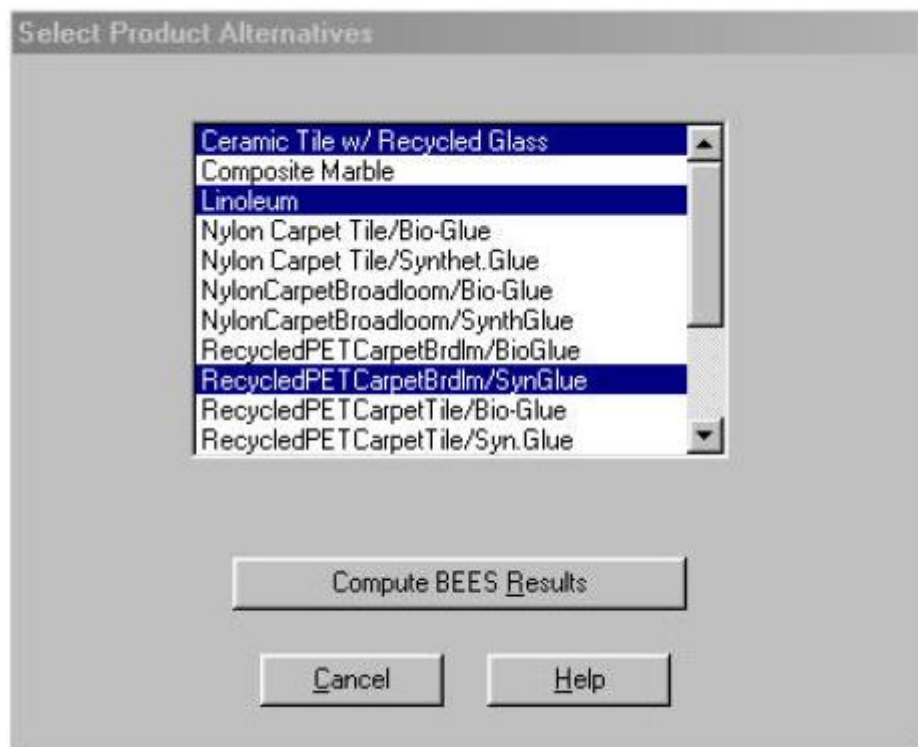 Select Product Alternatives
Ceramic Tile w/ Recycled Glass
Composite Marble
Linoleum
Nylon Carpet Tile/Bio-Glue
Nylon Carpet Tile/Synthet.Glue
NylonCarpetBroadloom/Bio-Glue
NylonCarpetBroadloom/SynthGlue
RecycledPETCarpetBrdlm/BioGlue
RecycledPETCarpetBrdlm/SynGlue
RecycledPETCarpetTile/Bio-Glue
RecycledPETCarpetTile/Syn.Glue
Compute BEES Results
Cancel Help